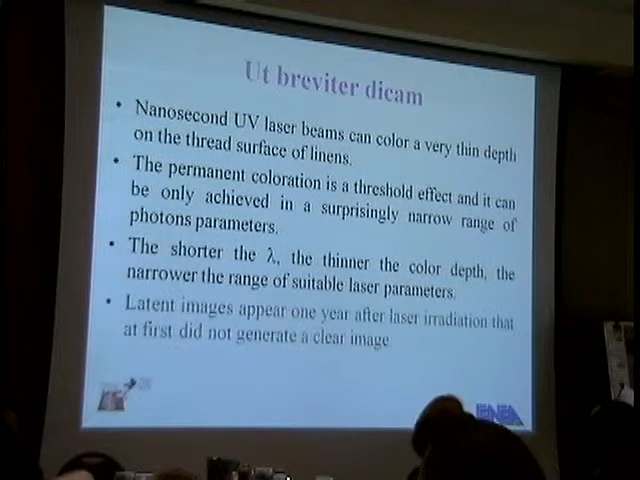 Ut breviter dicam
• Nanosecond UV laser beams can color a very thin depth
on the thread surface of linens.
• The permanent coloration is a threshold effect and it can
be only achieved in a surprisingly narrow range of
photons parameters.
• The shorter the λ, the thinner the color depth, the
narrower the range of suitable laser parameters.
• Latent images appear one year after laser irradiation that
at first did not generate a clear image
ENEA